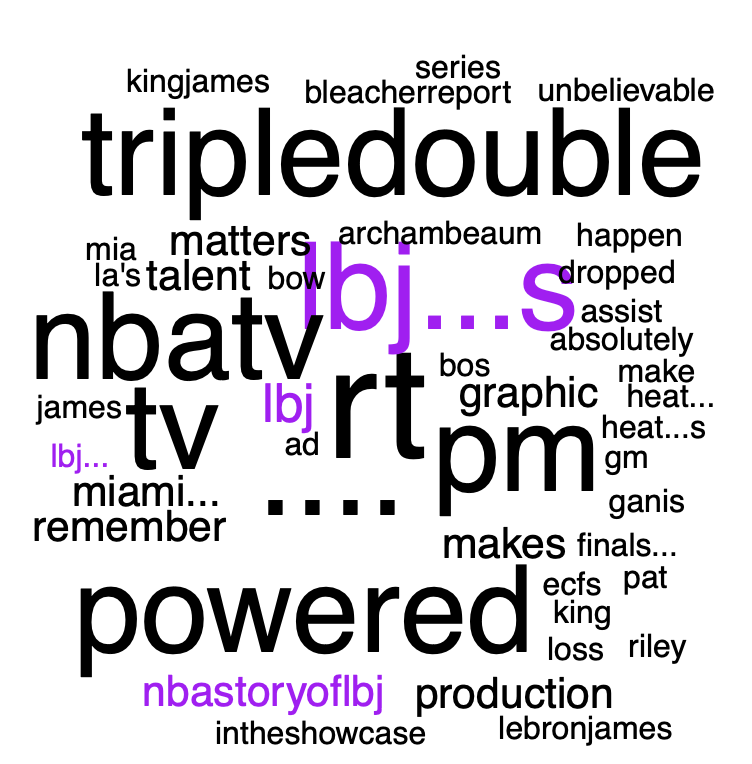 series
kingjames
bleacherreport
unbelievable
tripledouble
archambeaum
happen
matters
mia
la's
talent
bow
lbj...s
dropped
assist
nbatv
absolutely
bos
make
james
tv
lbj
rt
graphic
heat...
heat...s
ad
pm
lbj...
gm
miami...
....
ganis
remember
makes
finals...
powered
ecfs
pat
king
loss
riley
nbastoryoflbj
production
intheshowcase
lebronjames